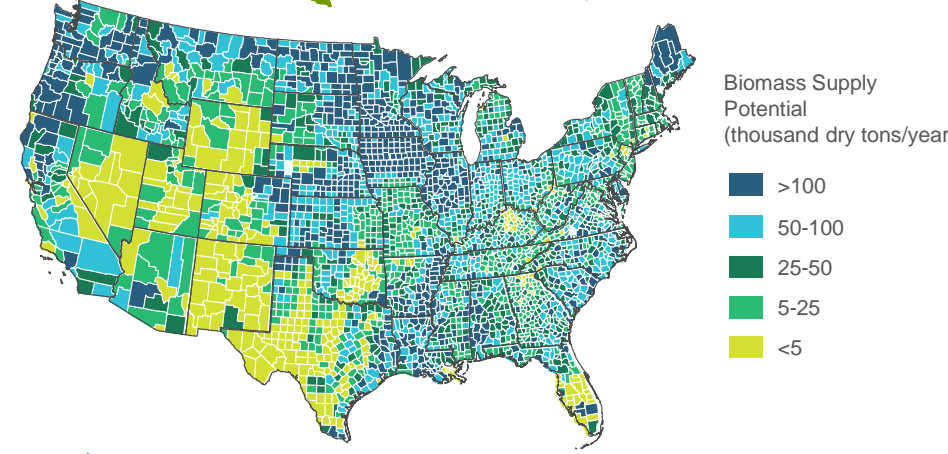 Biomass Supply
Potential
(thousand dry tons/year
>100
50-100
25-50
5-25
<5